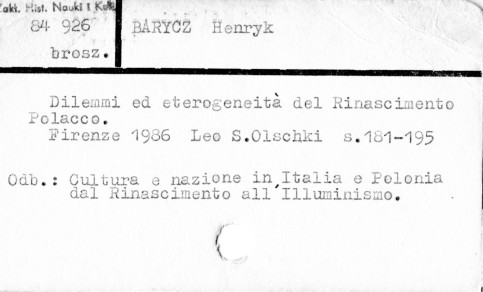 Zakł. Hist. Nauki i Kult.
84 926
brosz.
BARYCZ Henryk
Dilemmi ed eterogeneità del Rinascimento
Polacco.
Firenze 1986 Leo S.Olschki s.181-195
Odb.: Cultura e nazione in Italia e Polonia
dal Rinascimento all'Illuminismo.